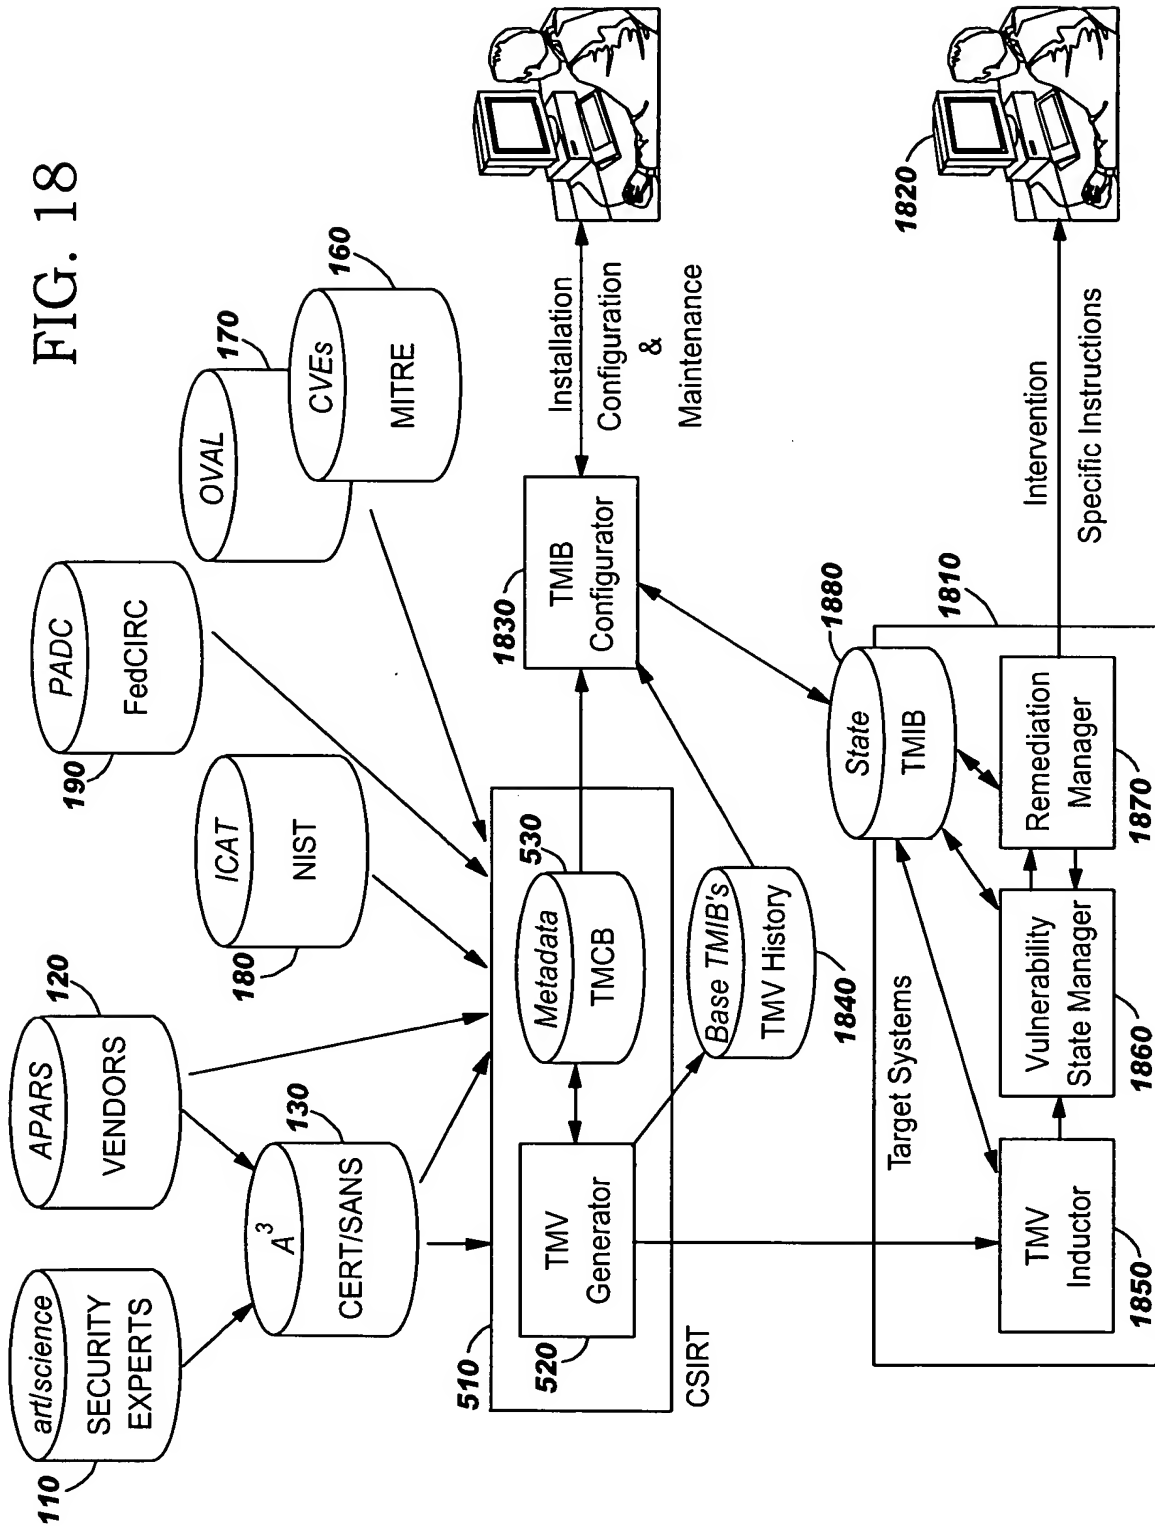 FIG. 18
110
art/science
SECURITY
EXPERTS
120
APARS
VENDORS
130
A³
CERT/SANS
190
PADC
FedCIRC
180
ICAT
NIST
170
OVAL
160
CVEs
MITRE
510
CSIRT
520
TMV
Generator
530
Metadata
TMCB
1840
Base TMIB's
TMV History
1830
TMIB
Configurator
Installation
Configuration
&
Maintenance
1820
Intervention
Specific Instructions
1810
Target Systems
1880
State
TMIB
1850
TMV
Inductor
1860
Vulnerability
State Manager
1870
Remediation
Manager